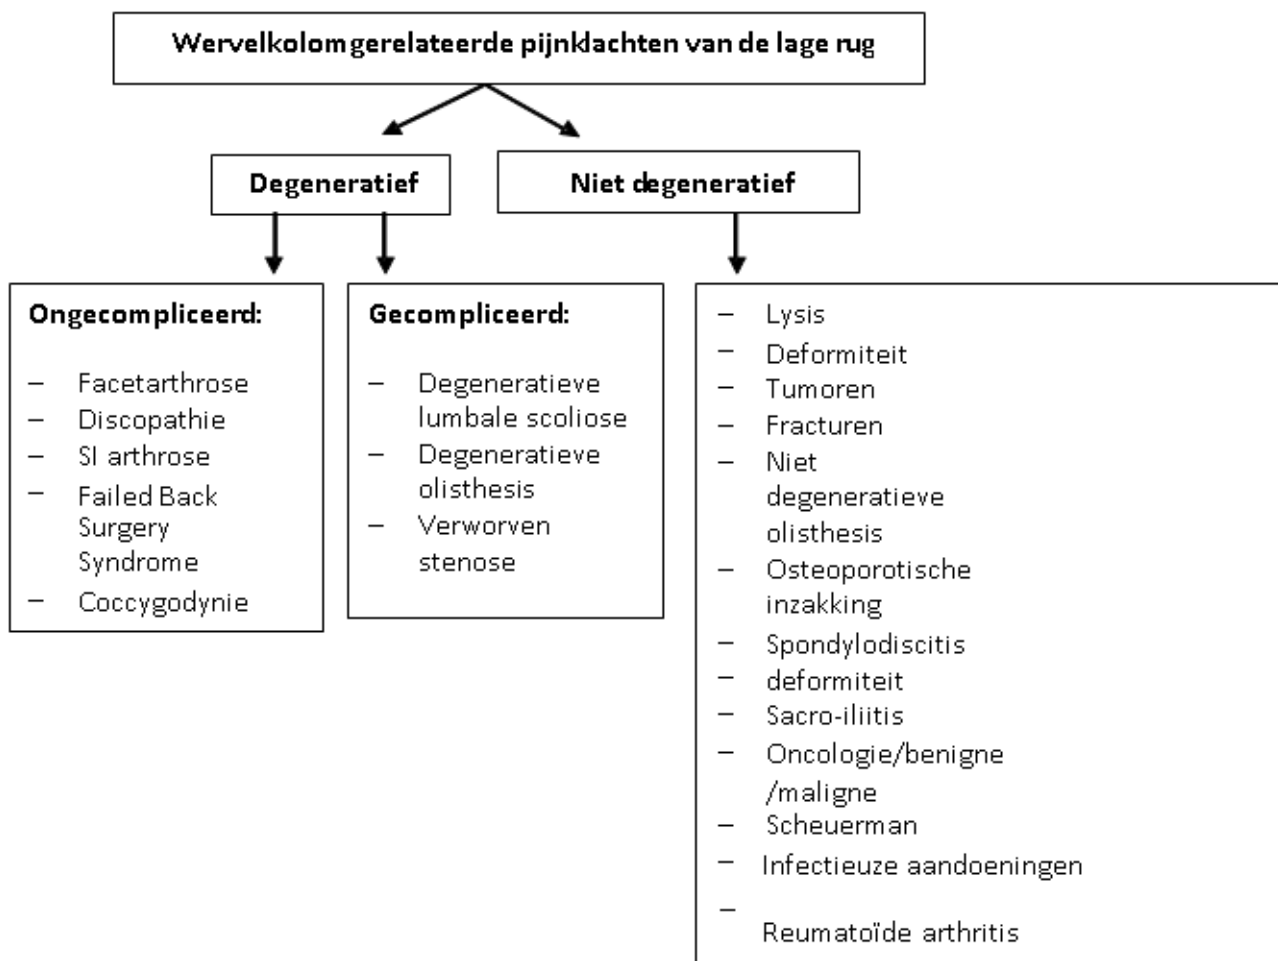 Wervelkolomgerelateerde pijnklachten van de lage rug
Degeneratief
Niet degeneratief
Ongecompliceerd:
– Facetarthrose
– Discopathie
– SI arthrose
– Failed Back
Surgery
Syndrome
– Coccygodynie
Gecompliceerd:
– Degeneratieve
lumbale scoliose
– Degeneratieve
olisthesis
– Verworven
stenose
– Lysis
– Deformiteit
– Tumoren
– Fracturen
– Niet
degeneratieve
olisthesis
– Osteoporotische
inzakking
– Spondylodiscitis
– deformiteit
– Sacro-iliitis
– Oncologie/benigne
/maligne
– Scheuerman
– Infectieuze aandoeningen
– Reumatoïde arthritis